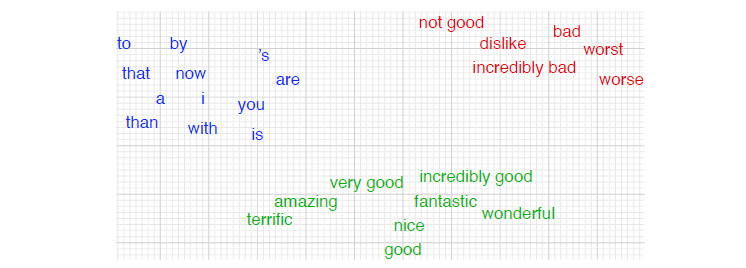 to
by
's
that
now
are
a
i
you
than
with
is
not good
bad
dislike
worst
incredibly bad
worse
very good
incredibly good
amazing
fantastic
terrific
wonderful
nice
good